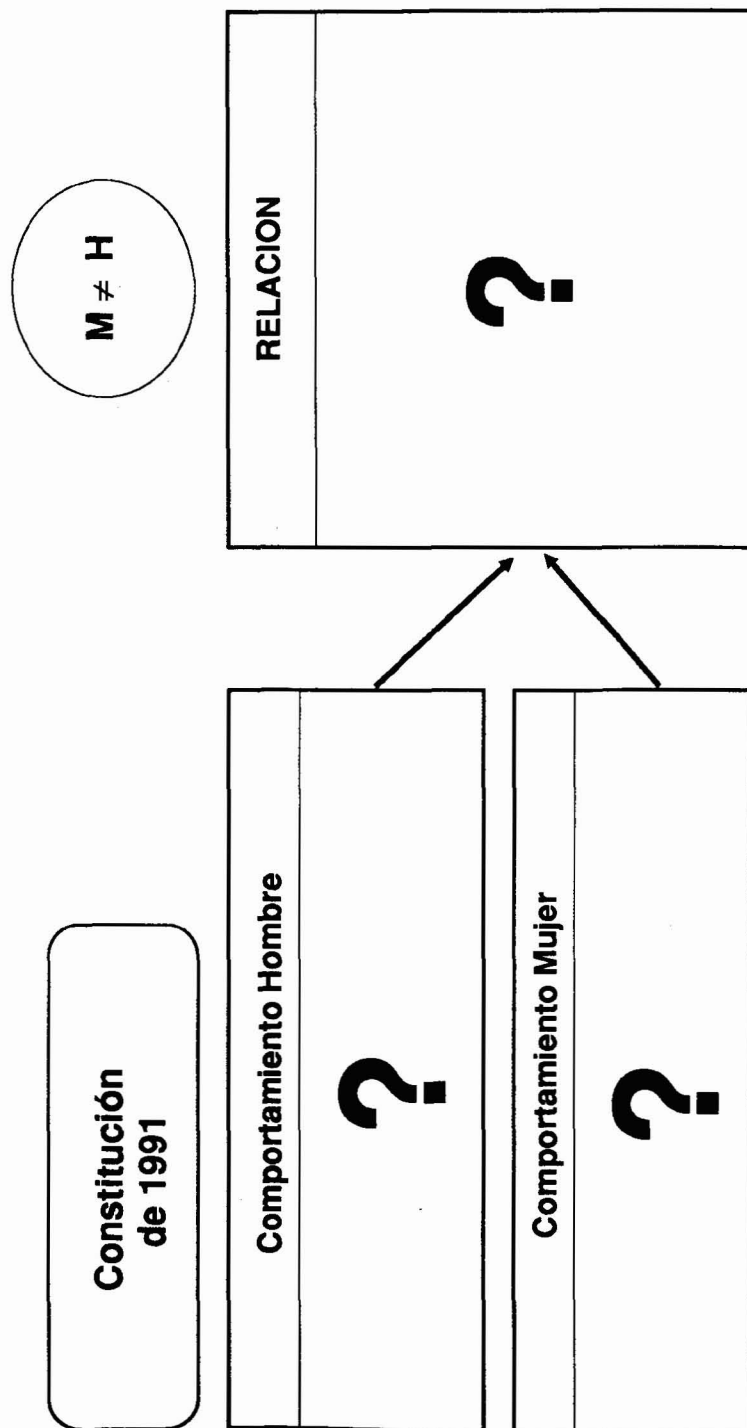 Constitución
de 1991
M ≠ H
Comportamiento Hombre
?
Comportamiento Mujer
?
RELACION
?